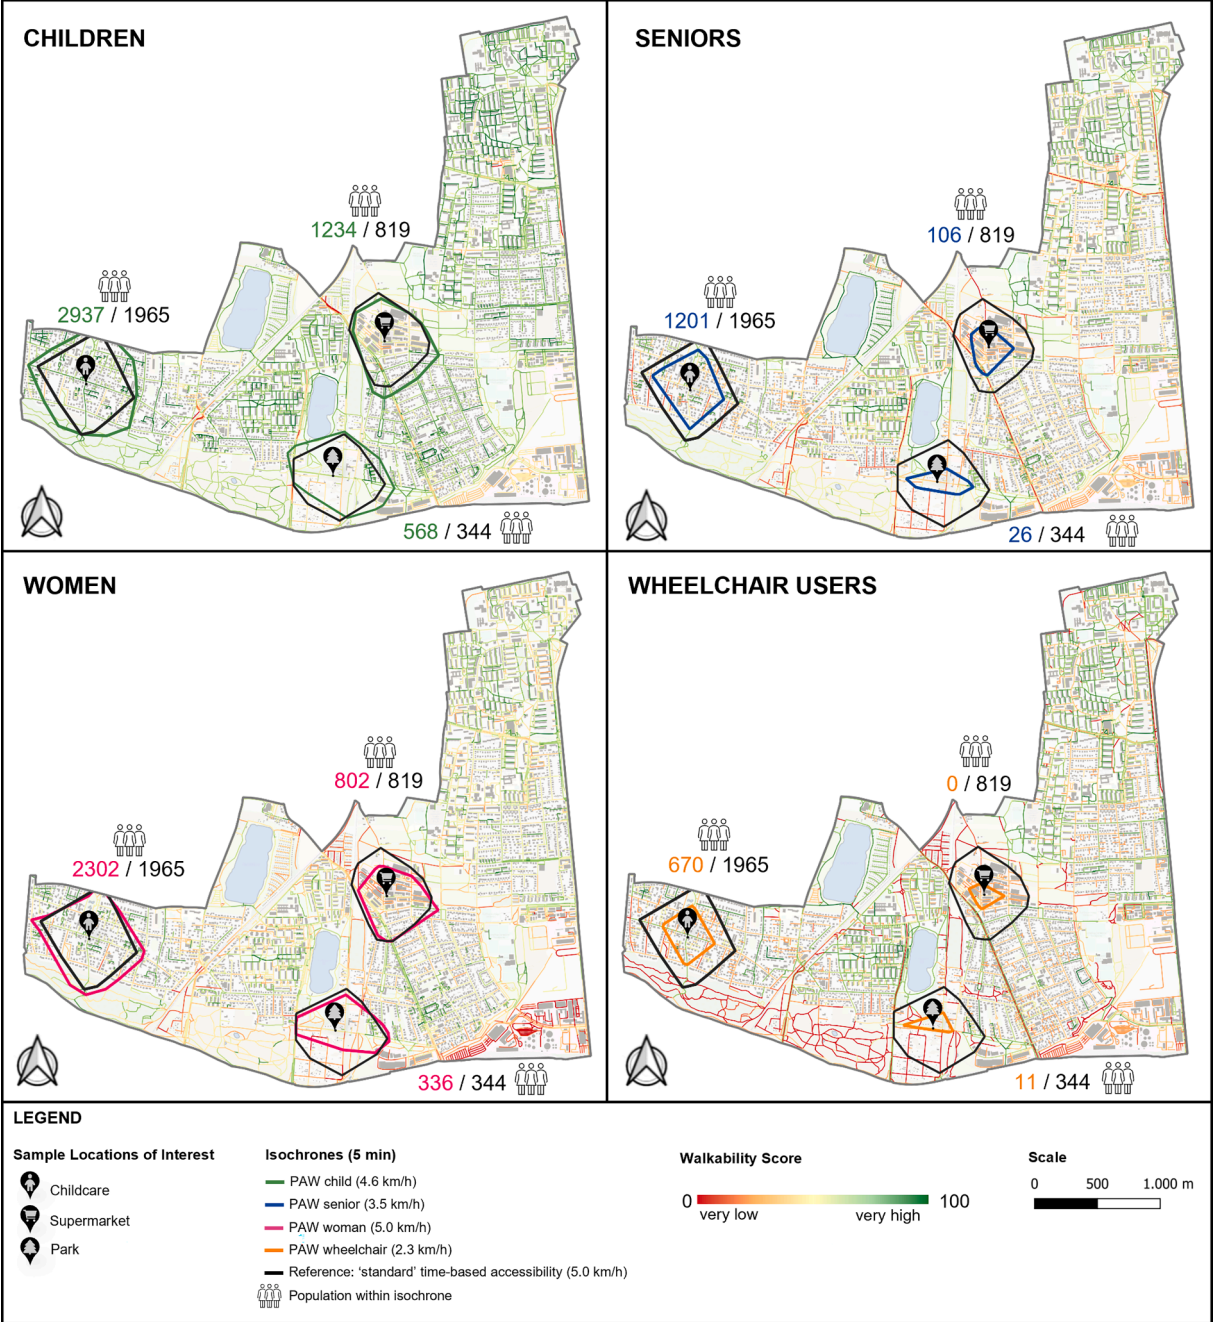 CHILDREN
1234 / 819
2937 / 1965
568 / 344
SENIORS
106 / 819
1201 / 1965
26 / 344
WOMEN
802 / 819
2302 / 1965
336 / 344
WHEELCHAIR USERS
0 / 819
670 / 1965
11 / 344
LEGEND
Sample Locations of Interest
Childcare
Supermarket
Park
Isochrones (5 min)
PAW child (4.6 km/h)
PAW senior (3.5 km/h)
PAW woman (5.0 km/h)
PAW wheelchair (2.3 km/h)
Reference: ‘standard’ time-based accessibility (5.0 km/h)
Population within isochrone
Walkability Score
0 100
very low very high
Scale
0 500 1.000 m